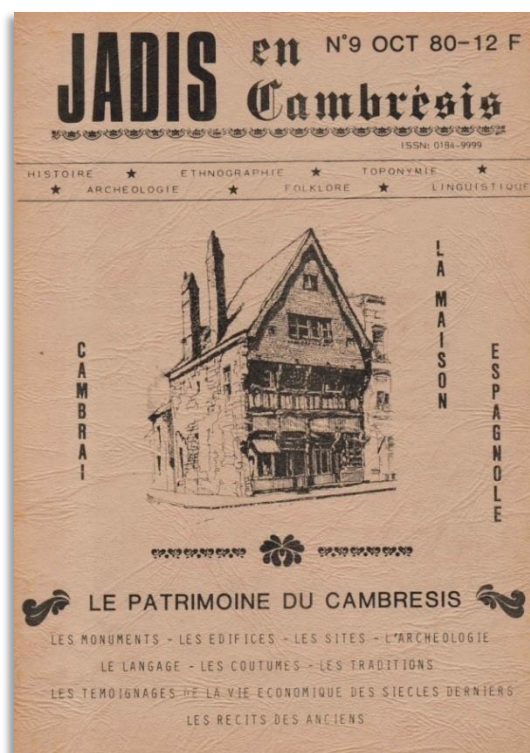 JADIS en Cambrésis
N°9 OCT 80-12 F
ISSN: 0184-9999
HISTOIRE ★ ETHNOGRAPHIE ★ TOPONYMIE ★
★ ARCHEOLOGIE ★ FOLKLORE ★ LINGUISTIQUE
CAMBRAI
LA MAISON
ESPAGNOLE
LE PATRIMOINE DU CAMBRESIS
LES MONUMENTS - LES EDIFICES - LES SITES - L'ARCHEOLOGIE
LE LANGAGE - LES COUTUMES - LES TRADITIONS
LES TEMOIGNAGES DE LA VIE ECONOMIQUE DES SIECLES DERNIERS
LES RECITS DES ANCIENS